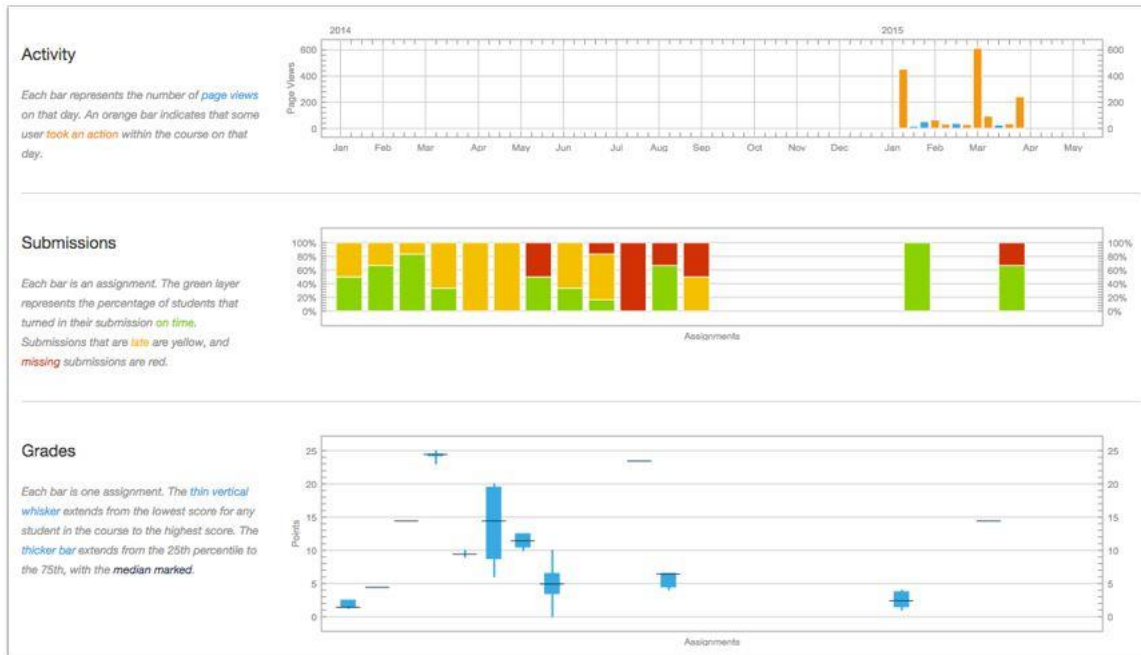 2014 2015
Activity
Each bar represents the number of page views
on that day. An orange bar indicates that some
user took an action within the course on that
day.
Page Views
600 600
400 400
200 200
0 0
Jan Feb Mar Apr May Jun Jul Aug Sep Oct Nov Dec Jan Feb Mar Apr May
Submissions
Each bar is an assignment. The green layer
represents the percentage of students that
turned in their submission on time.
Submissions that are late are yellow, and
missing submissions are red.
100% 100%
80% 80%
60% 60%
40% 40%
20% 20%
0% 0%
Assignments
Grades
Each bar is one assignment. The thin vertical
whisker extends from the lowest score for any
student in the course to the highest score. The
thicker bar extends from the 25th percentile to
the 75th, with the median marked.
Points
25 25
20 20
15 15
10 10
5 5
0 0
Assignments